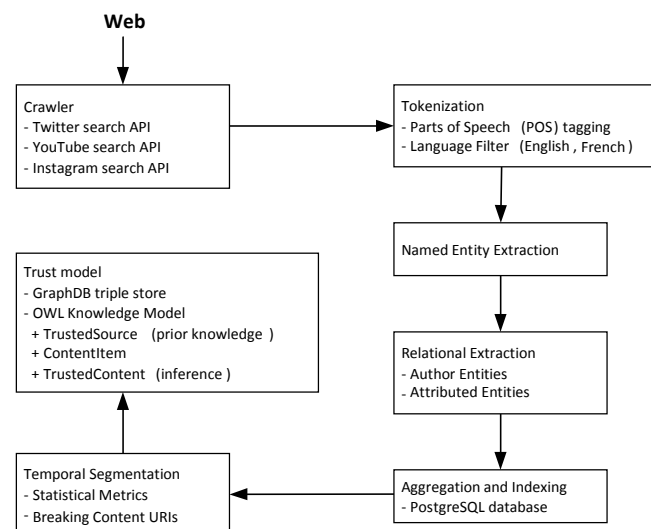 Web
Crawler
- Twitter search API
- YouTube search API
- Instagram search API
Tokenization
- Parts of Speech (POS) tagging
- Language Filter (English , French )
Named Entity Extraction
Relational Extraction
- Author Entities
- Attributed Entities
Aggregation and Indexing
- PostgreSQL database
Temporal Segmentation
- Statistical Metrics
- Breaking Content URIs
Trust model
- GraphDB triple store
- OWL Knowledge Model
+ TrustedSource (prior knowledge )
+ ContentItem
+ TrustedContent (inference )